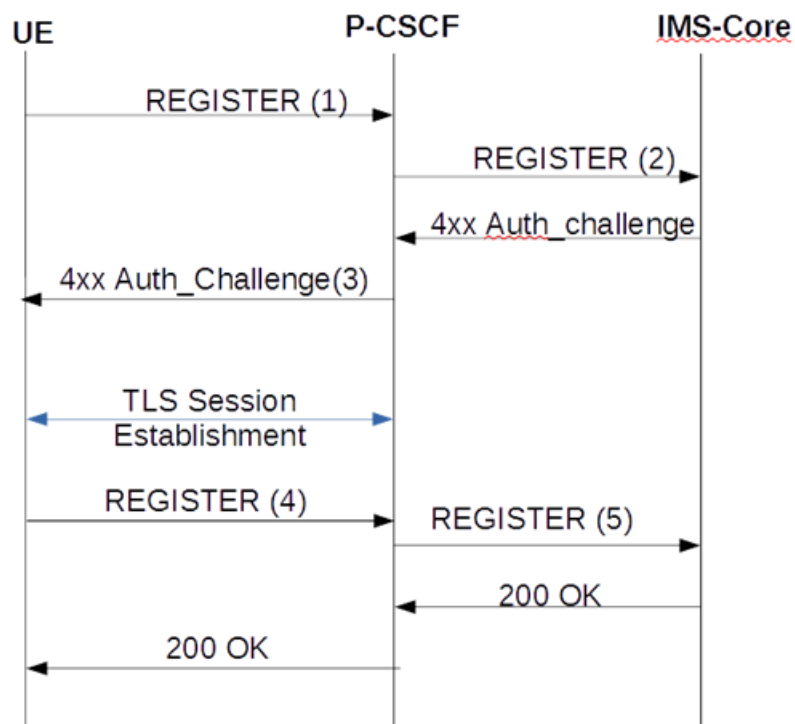 UE
P-CSCF
IMS-Core
REGISTER (1)
REGISTER (2)
4xx Auth_challenge
4xx Auth_Challenge(3)
TLS Session
Establishment
REGISTER (4)
REGISTER (5)
200 OK
200 OK